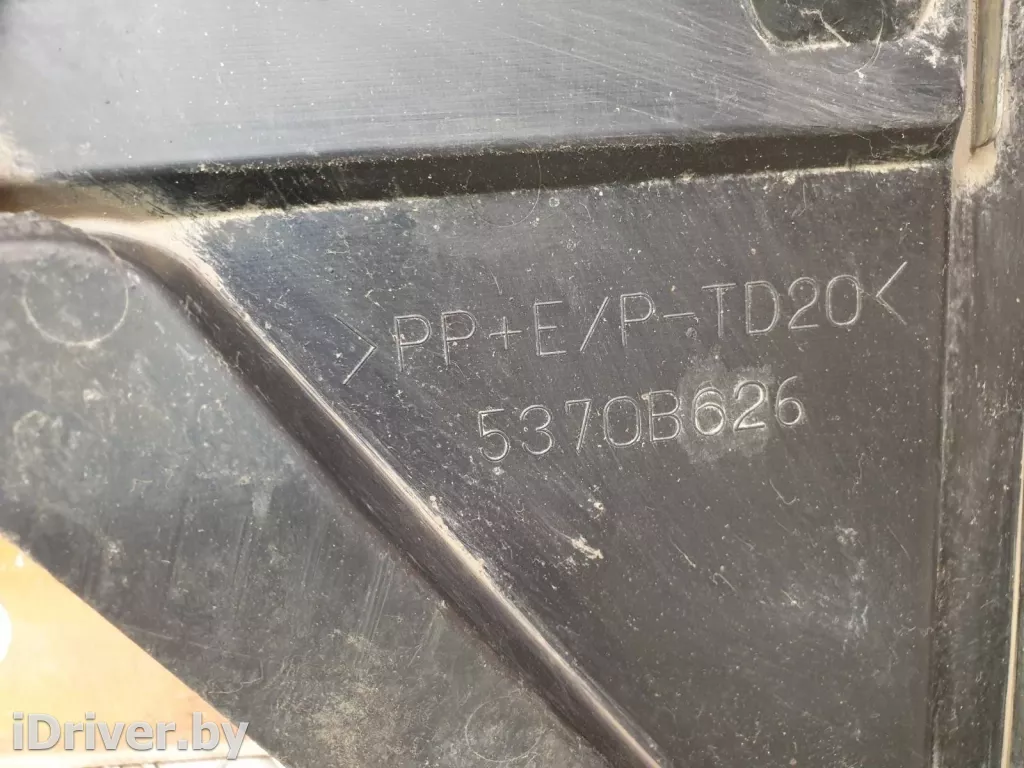 >PP+E/P-TD20<
5370B626
iDriver.by